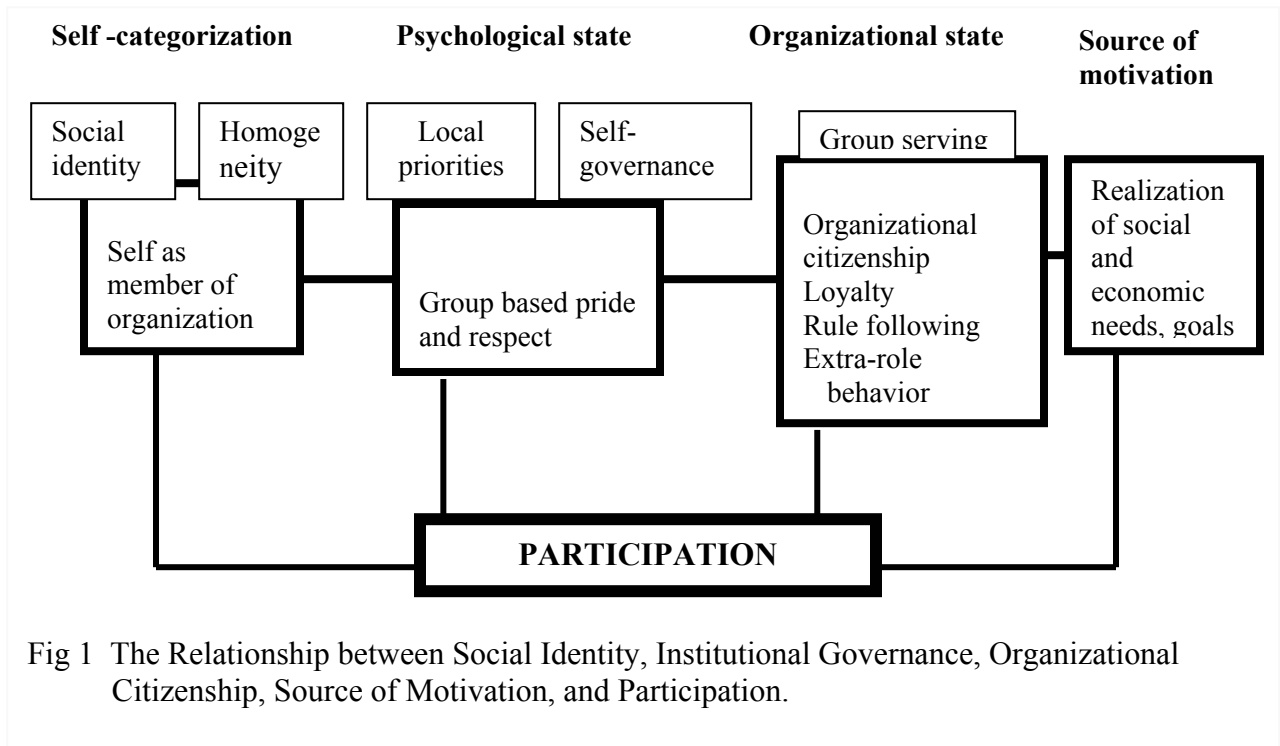 Self -categorization
Psychological state
Organizational state
Source of
motivation
Social
identity
Homoge
neity
Local
priorities
Self-
governance
Group serving
Self as
member of
organization
Group based pride
and respect
Organizational
citizenship
Loyalty
Rule following
Extra-role
behavior
Realization
of social
and
economic
needs, goals
PARTICIPATION
Fig 1 The Relationship between Social Identity, Institutional Governance, Organizational
Citizenship, Source of Motivation, and Participation.